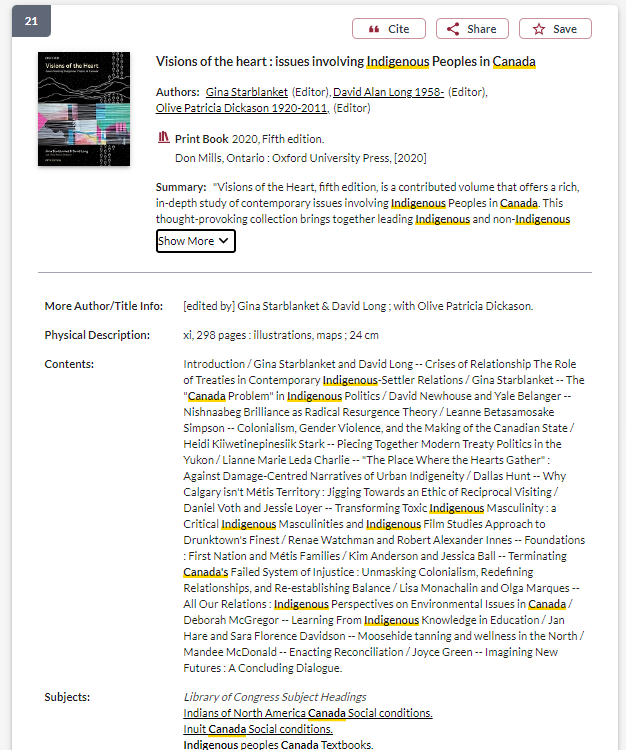 21
Cite Share Save
Visions of the Heart
Visions of the heart : issues involving Indigenous Peoples in Canada
Authors: Gina Starblanket (Editor), David Alan Long 1958- (Editor),
Olive Patricia Dickason 1920-2011, (Editor)
Print Book 2020, Fifth edition.
Don Mills, Ontario : Oxford University Press, [2020]
Summary: "Visions of the Heart, fifth edition, is a contributed volume that offers a rich,
in-depth study of contemporary issues involving Indigenous Peoples in Canada. This
thought-provoking collection brings together leading Indigenous and non-Indigenous
Show More
More Author/Title Info: [edited by] Gina Starblanket & David Long ; with Olive Patricia Dickason.
Physical Description: xi, 298 pages : illustrations, maps ; 24 cm
Contents: Introduction / Gina Starblanket and David Long -- Crises of Relationship The Role
of Treaties in Contemporary Indigenous-Settler Relations / Gina Starblanket -- The
"Canada Problem" in Indigenous Politics / David Newhouse and Yale Belanger --
Nishnaabeg Brilliance as Radical Resurgence Theory / Leanne Betasamosake
Simpson -- Colonialism, Gender Violence, and the Making of the Canadian State /
Heidi Kiiwetinepinesiik Stark -- Piecing Together Modern Treaty Politics in the
Yukon / Lianne Marie Leda Charlie -- "The Place Where the Hearts Gather" :
Against Damage-Centred Narratives of Urban Indigeneity / Dallas Hunt -- Why
Calgary isn't Métis Territory : Jigging Towards an Ethic of Reciprocal Visiting /
Daniel Voth and Jessie Loyer -- Transforming Toxic Indigenous Masculinity : a
Critical Indigenous Masculinities and Indigenous Film Studies Approach to
Drunktown's Finest / Renae Watchman and Robert Alexander Innes -- Foundations
: First Nation and Métis Families / Kim Anderson and Jessica Ball -- Terminating
Canada's Failed System of Injustice : Unmasking Colonialism, Redefining
Relationships, and Re-establishing Balance / Lisa Monachalin and Olga Marques --
All Our Relations : Indigenous Perspectives on Environmental Issues in Canada /
Deborah McGregor -- Learning From Indigenous Knowledge in Education / Jan
Hare and Sara Florence Davidson -- Moosehide tanning and wellness in the North /
Mandee McDonald -- Enacting Reconciliation / Joyce Green -- Imagining New
Futures : A Concluding Dialogue.
Subjects: Library of Congress Subject Headings
Indians of North America Canada Social conditions.
Inuit Canada Social conditions.
Indigenous peoples Canada Textbooks.